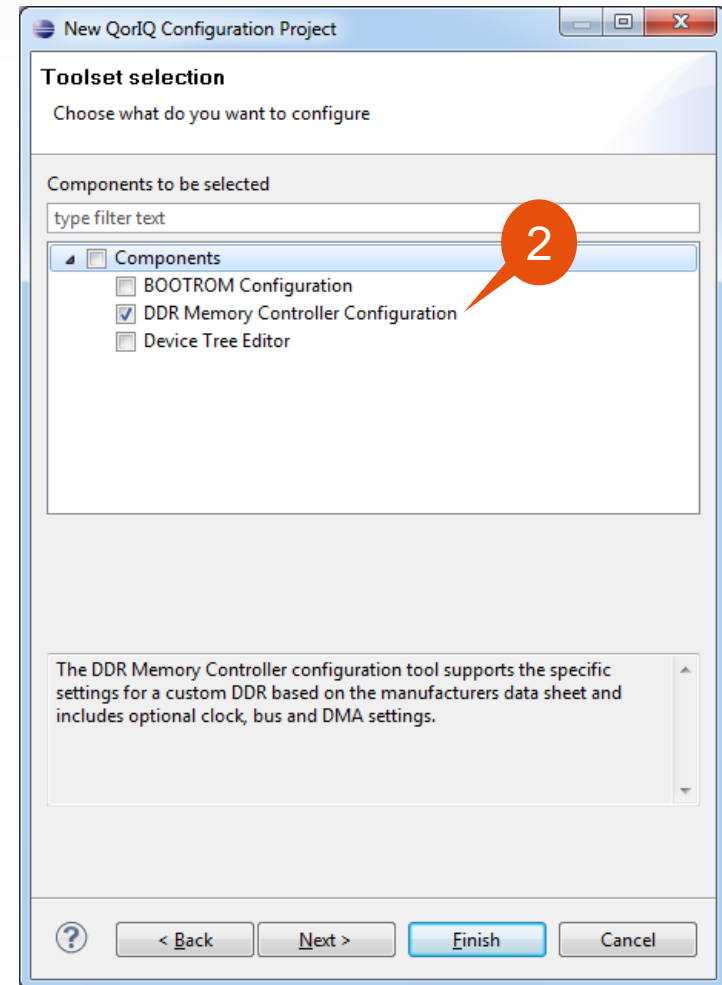 New QorIQ Configuration Project
Toolset selection
Choose what do you want to configure
Components to be selected
type filter text
2
Components
BOOTROM Configuration
DDR Memory Controller Configuration
Device Tree Editor
The DDR Memory Controller configuration tool supports the specific
settings for a custom DDR based on the manufacturers data sheet and
includes optional clock, bus and DMA settings.
? < Back Next > Finish Cancel